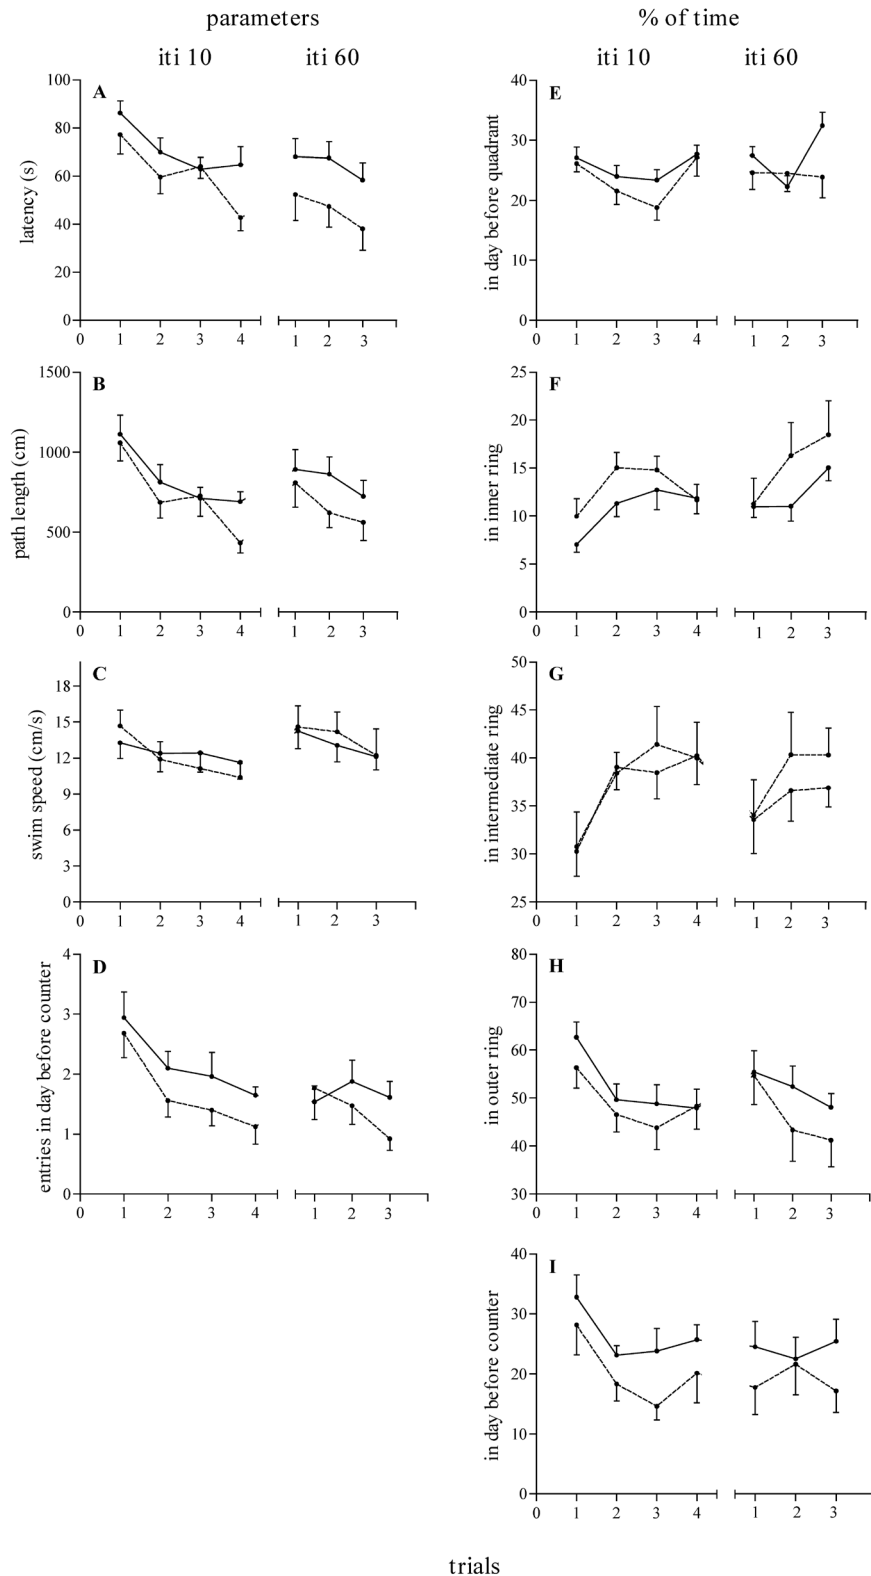 parameters
% of time
iti 10
iti 60
iti 10
iti 60
A
latency (s)
100
80
60
40
20
0
0 1 2 3 4 1 2 3
E
in day before quadrant
40
30
20
10
0
0 1 2 3 4 1 2 3
B
path length (cm)
1500
1000
500
0
0 1 2 3 4 1 2 3
F
in inner ring
25
20
15
10
5
0
0 1 2 3 4 1 2 3
C
swim speed (cm/s)
18
15
12
9
6
3
0
0 1 2 3 4 1 2 3
G
in intermediate ring
50
45
40
35
30
25
0 1 2 3 4 1 2 3
D
entries in day before counter
4
3
2
1
0
0 1 2 3 4 1 2 3
H
in outer ring
80
70
60
50
40
30
0 1 2 3 4 1 2 3
I
in day before counter
40
30
20
10
0
0 1 2 3 4 1 2 3
trials